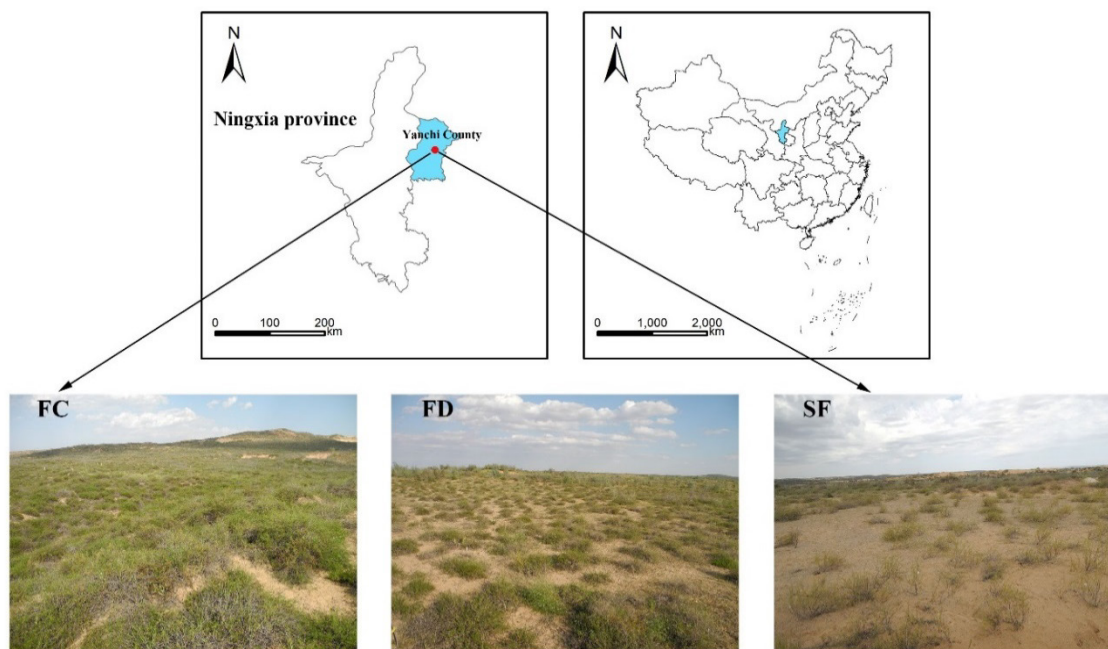 N
Ningxia province
Yanchi County
0 100 200
km
N
0 1,000 2,000
km
FC
FD
SF